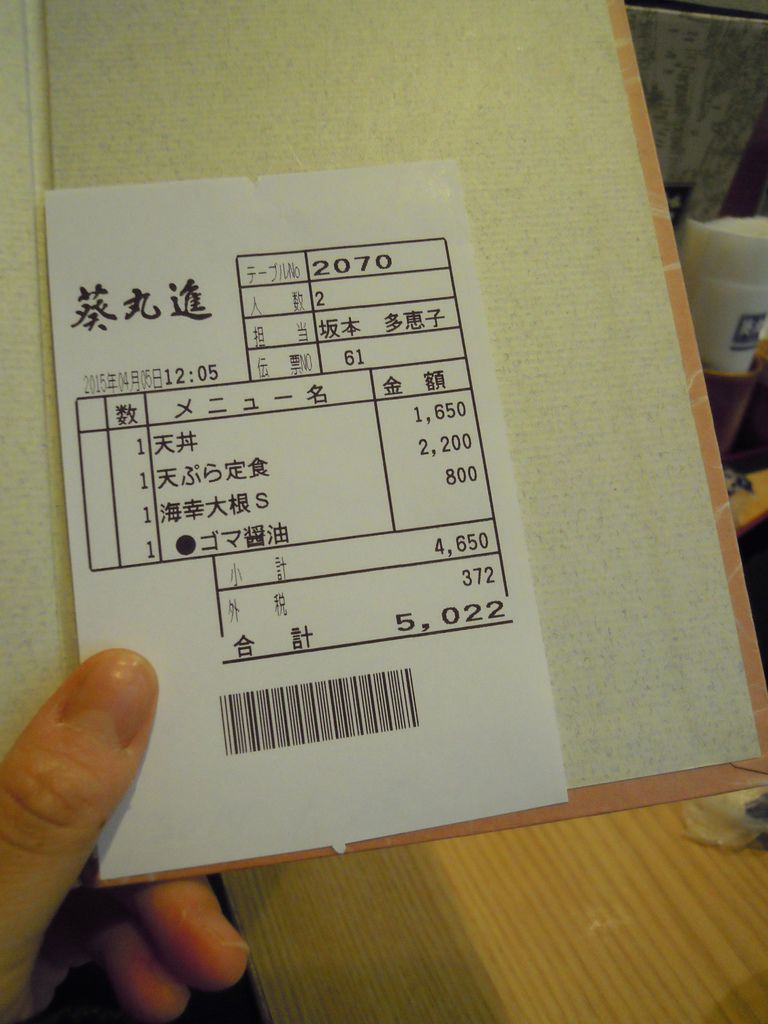 葵丸進
テーブルNo 2070
人数 2
担当 坂本 多恵子
伝票NO 61
2015年04月05日12:05
数 メニュー名 金額
1 天丼 1,650
1 天ぷら定食 2,200
1 海幸大根S 800
1 ●ゴマ醤油
小計 4,650
外税 372
合計 5,022